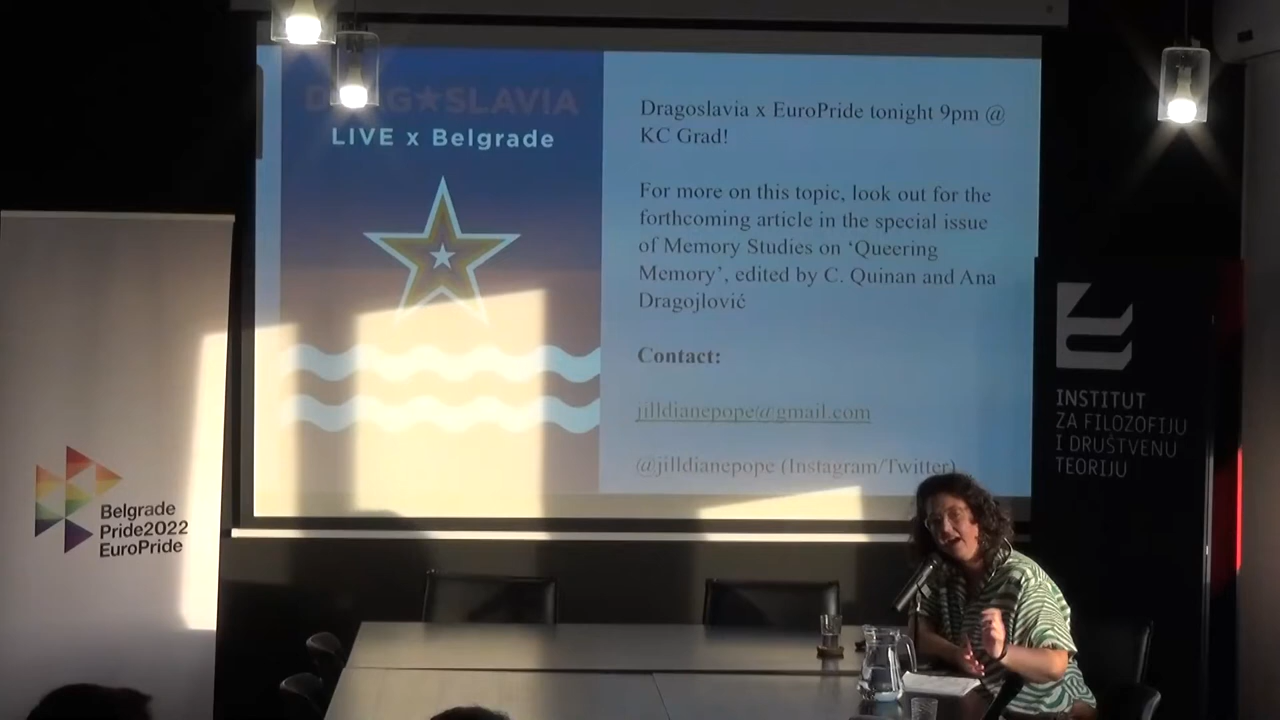 DRAG★SLAVIA
LIVE x Belgrade
Dragoslavia x EuroPride tonight 9pm @
KC Grad!
For more on this topic, look out for the
forthcoming article in the special issue
of Memory Studies on ‘Queering
Memory’, edited by C. Quinan and Ana
Dragojlović
Contact:
jilldianepope@gmail.com
@jilldianepope (Instagram/Twitter)
Belgrade
Pride2022
EuroPride
INSTITUT
ZA FILOZOFIJU
I DRUŠTVENU
TEORIJU